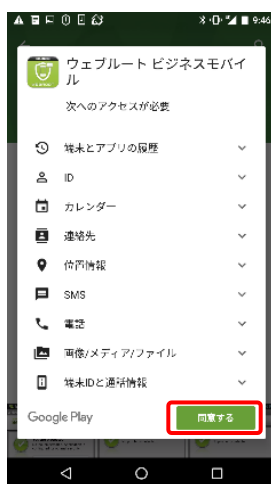 9:46
ウェブルート ビジネスモバイ
ル
次へのアクセスが必要
端末とアプリの履歴
ID
カレンダー
連絡先
位置情報
SMS
電話
画像/メディア/ファイル
端末IDと通話情報
Google Play
同意する